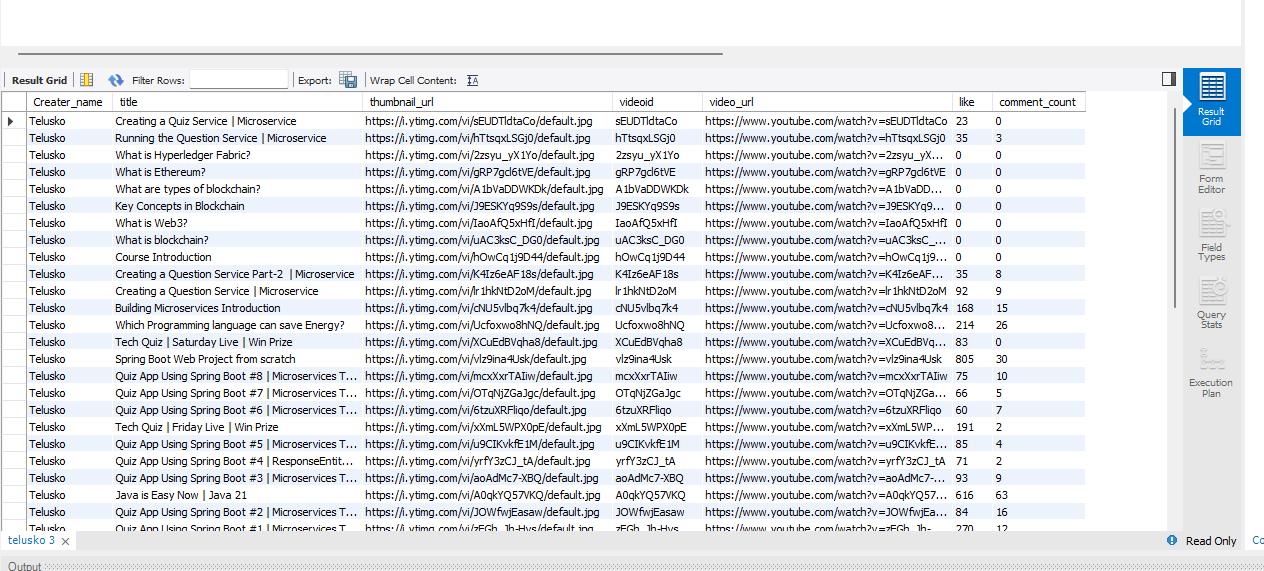 Result Grid Filter Rows: Export: Wrap Cell Content:
Creater_name title thumbnail_url videoid video_url like comment_count
Telusko Creating a Quiz Service | Microservice https://i.ytimg.com/vi/sEUDTldtaCo/default.jpg sEUDTldtaCo https://www.youtube.com/watch?v=sEUDTldtaCo 23 0
Telusko Running the Question Service | Microservice https://i.ytimg.com/vi/hTtsqxLSGj0/default.jpg hTtsqxLSGj0 https://www.youtube.com/watch?v=hTtsqxLSGj0 35 3
Telusko What is Hyperledger Fabric? https://i.ytimg.com/vi/2zsyu_yX1Yo/default.jpg 2zsyu_yX1Yo https://www.youtube.com/watch?v=2zsyu_yX... 0 0
Telusko What is Ethereum? https://i.ytimg.com/vi/gRP7gcl6tVE/default.jpg gRP7gcl6tVE https://www.youtube.com/watch?v=gRP7gcl6tVE 0 0
Telusko What are types of blockchain? https://i.ytimg.com/vi/A1bVaDDWKDk/default.jpg A1bVaDDWKDk https://www.youtube.com/watch?v=A1bVaDD... 0 0
Telusko Key Concepts in Blockchain https://i.ytimg.com/vi/J9ESKYq9S9s/default.jpg J9ESKYq9S9s https://www.youtube.com/watch?v=J9ESKYq9... 0 0
Telusko What is Web3? https://i.ytimg.com/vi/IaoAfQ5xHfI/default.jpg IaoAfQ5xHfI https://www.youtube.com/watch?v=IaoAfQ5xHfI 0 0
Telusko What is blockchain? https://i.ytimg.com/vi/uAC3ksC_DG0/default.jpg uAC3ksC_DG0 https://www.youtube.com/watch?v=uAC3ksC_... 0 0
Telusko Course Introduction https://i.ytimg.com/vi/hOwCq1j9D44/default.jpg hOwCq1j9D44 https://www.youtube.com/watch?v=hOwCq1j... 0 0
Telusko Creating a Question Service Part-2 | Microservice https://i.ytimg.com/vi/K4Iz6eAF18s/default.jpg K4Iz6eAF18s https://www.youtube.com/watch?v=K4Iz6eAF... 35 8
Telusko Creating a Question Service | Microservice https://i.ytimg.com/vi/lr1hkNtD2oM/default.jpg lr1hkNtD2oM https://www.youtube.com/watch?v=lr1hkNtD2oM 92 9
Telusko Building Microservices Introduction https://i.ytimg.com/vi/cNU5vlbq7k4/default.jpg cNU5vlbq7k4 https://www.youtube.com/watch?v=cNU5vlbq7k4 168 15
Telusko Which Programming language can save Energy? https://i.ytimg.com/vi/Ucfoxwo8hNQ/default.jpg Ucfoxwo8hNQ https://www.youtube.com/watch?v=Ucfoxwo8... 214 26
Telusko Tech Quiz | Saturday Live | Win Prize https://i.ytimg.com/vi/XCuEdBVqha8/default.jpg XCuEdBVqha8 https://www.youtube.com/watch?v=XCuEdBVq... 83 0
Telusko Spring Boot Web Project from scratch https://i.ytimg.com/vi/vlz9ina4Usk/default.jpg vlz9ina4Usk https://www.youtube.com/watch?v=vlz9ina4Usk 805 30
Telusko Quiz App Using Spring Boot #8 | Microservices T... https://i.ytimg.com/vi/mcxXxrTAIiw/default.jpg mcxXxrTAIiw https://www.youtube.com/watch?v=mcxXxrTAIiw 75 10
Telusko Quiz App Using Spring Boot #7 | Microservices T... https://i.ytimg.com/vi/OTqNjZGaJgc/default.jpg OTqNjZGaJgc https://www.youtube.com/watch?v=OTqNjZGa... 66 5
Telusko Quiz App Using Spring Boot #6 | Microservices T... https://i.ytimg.com/vi/6tzuXRFliqo/default.jpg 6tzuXRFliqo https://www.youtube.com/watch?v=6tzuXRFliqo 60 7
Telusko Tech Quiz | Friday Live | Win Prize https://i.ytimg.com/vi/xXmL5WPX0pE/default.jpg xXmL5WPX0pE https://www.youtube.com/watch?v=xXmL5WP... 191 2
Telusko Quiz App Using Spring Boot #5 | Microservices T... https://i.ytimg.com/vi/u9CIKvkfE1M/default.jpg u9CIKvkfE1M https://www.youtube.com/watch?v=u9CIKvkfE... 85 4
Telusko Quiz App Using Spring Boot #4 | ResponseEntit... https://i.ytimg.com/vi/yrfY3zCJ_tA/default.jpg yrfY3zCJ_tA https://www.youtube.com/watch?v=yrfY3zCJ_tA 71 2
Telusko Quiz App Using Spring Boot #3 | Microservices T... https://i.ytimg.com/vi/aoAdMc7-XBQ/default.jpg aoAdMc7-XBQ https://www.youtube.com/watch?v=aoAdMc7-... 93 9
Telusko Java is Easy Now | Java 21 https://i.ytimg.com/vi/A0qkYQ57VKQ/default.jpg A0qkYQ57VKQ https://www.youtube.com/watch?v=A0qkYQ57... 616 63
Telusko Quiz App Using Spring Boot #2 | Microservices T... https://i.ytimg.com/vi/JOWfwjEasaw/default.jpg JOWfwjEasaw https://www.youtube.com/watch?v=JOWfwjEa... 84 16
Telusko Quiz App Using Spring Boot #1 | Microservices T... https://i.ytimg.com/vi/zEGh_Jh-Hys/default.jpg zEGh_Jh-Hys https://www.youtube.com/watch?v=zEGh_Jh-... 270 12
Result
Grid
Form
Editor
Field
Types
Query
Stats
Execution
Plan
telusko 3 Read Only Co
Output